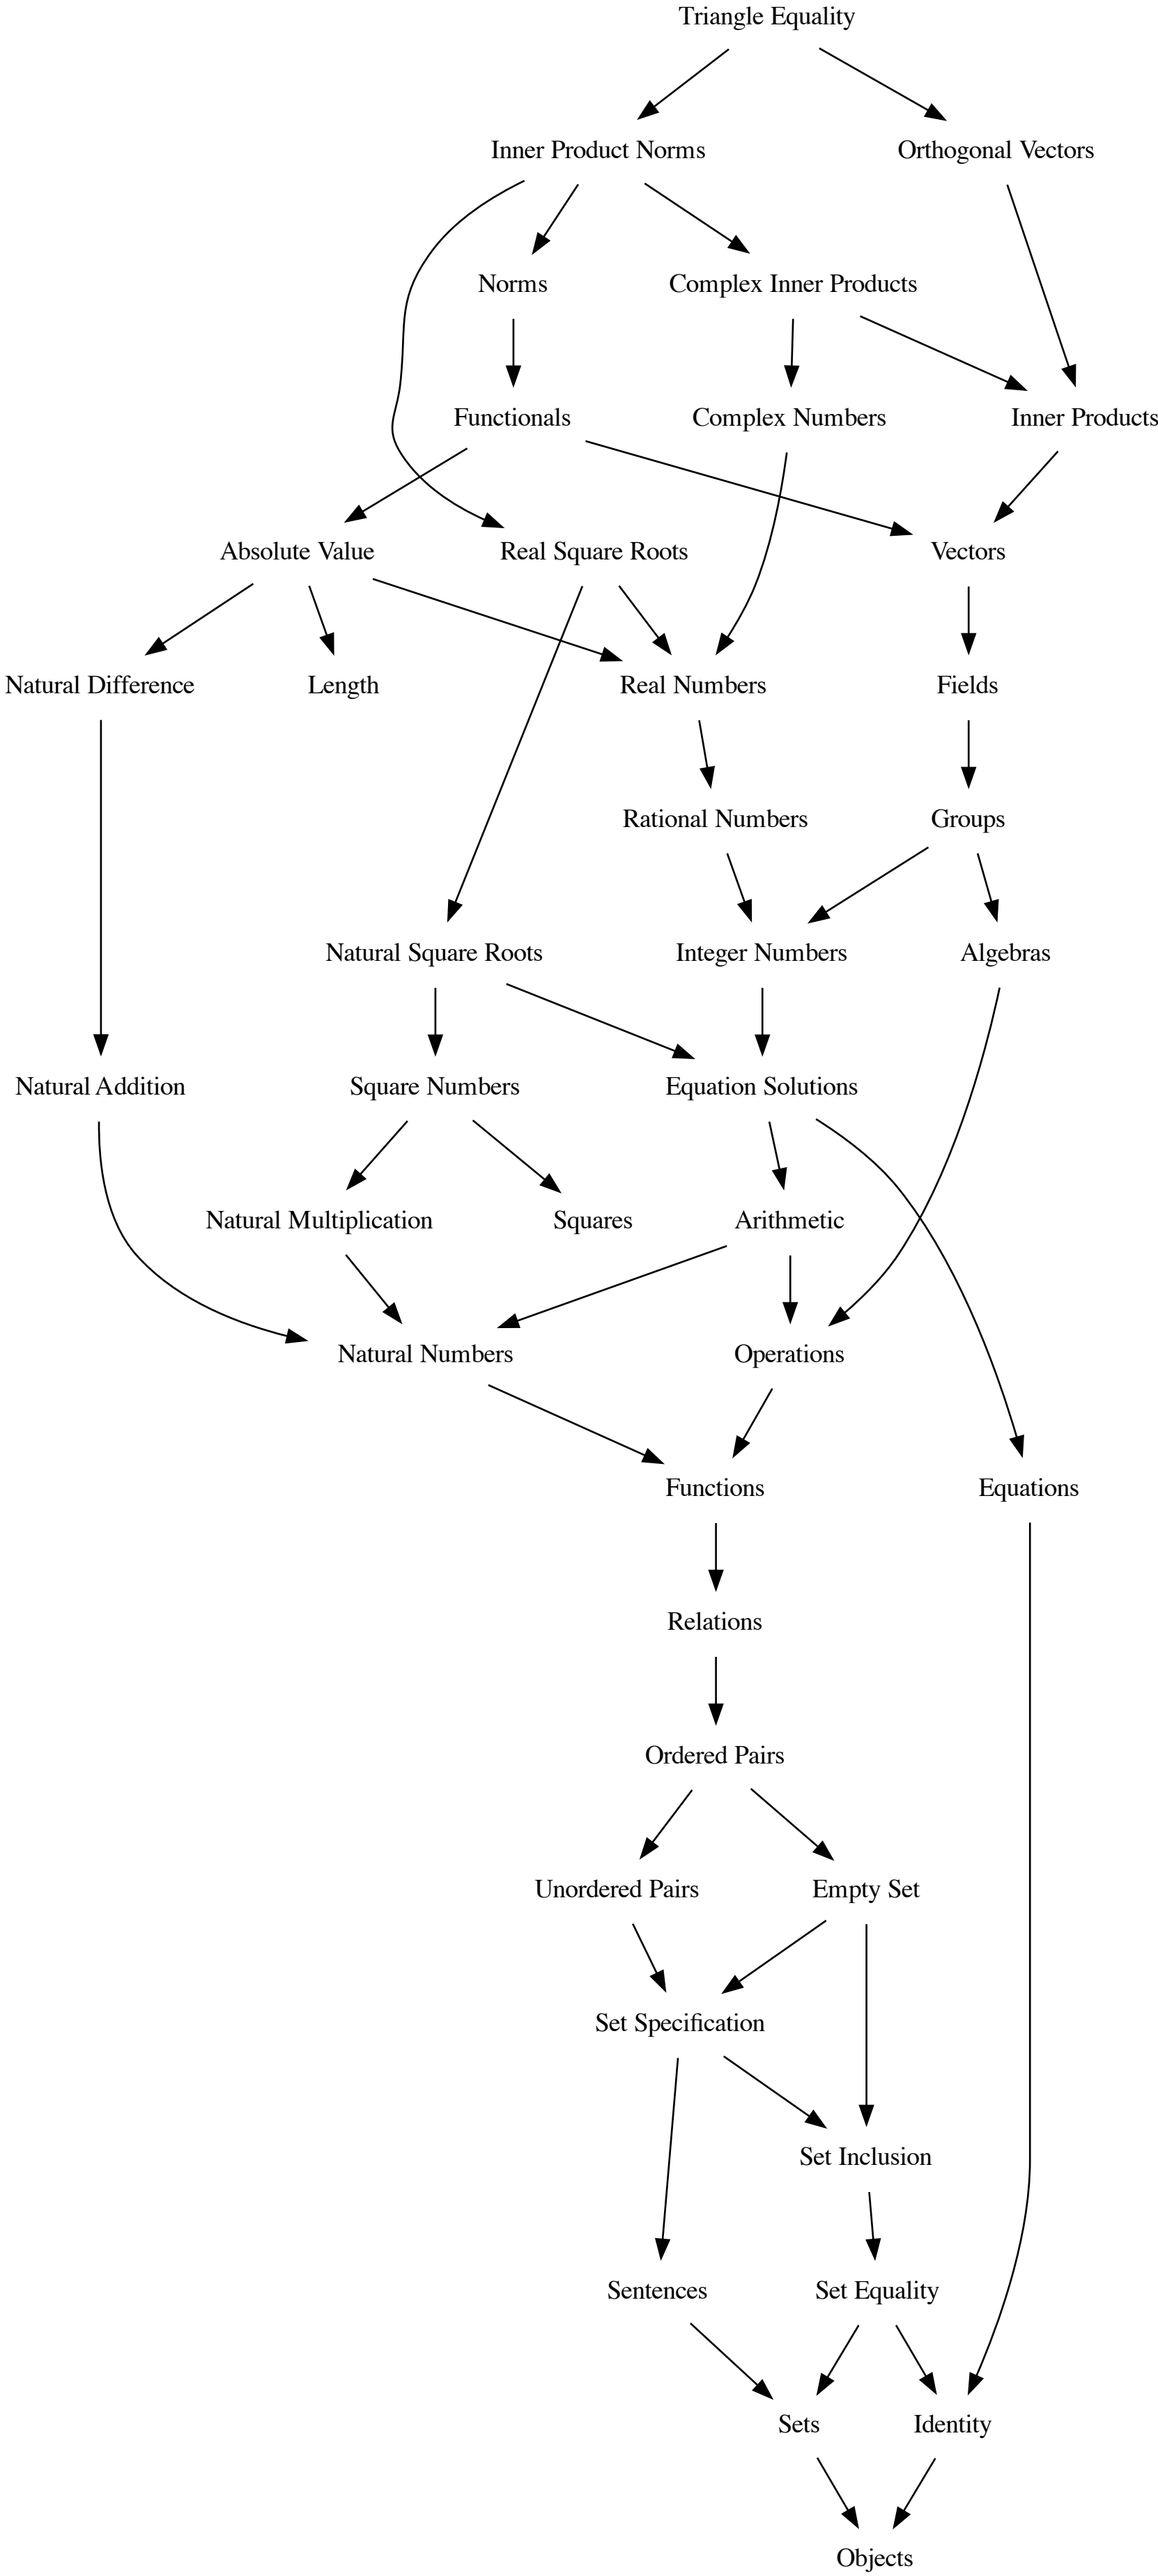 Triangle Equality
Inner Product Norms
Orthogonal Vectors
Norms
Complex Inner Products
Functionals
Complex Numbers
Inner Products
Absolute Value
Real Square Roots
Vectors
Natural Difference
Length
Real Numbers
Fields
Rational Numbers
Groups
Natural Square Roots
Integer Numbers
Algebras
Natural Addition
Square Numbers
Equation Solutions
Natural Multiplication
Squares
Arithmetic
Natural Numbers
Operations
Functions
Equations
Relations
Ordered Pairs
Unordered Pairs
Empty Set
Set Specification
Set Inclusion
Sentences
Set Equality
Sets
Identity
Objects